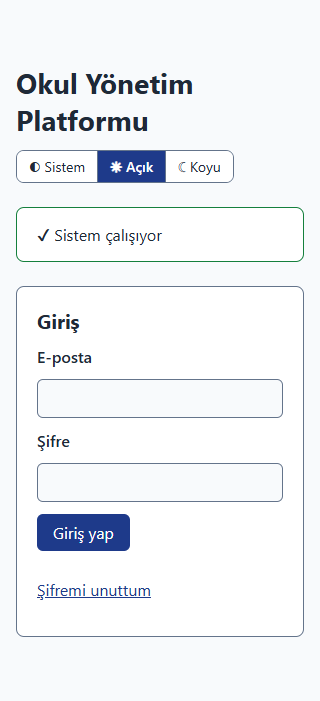 Okul Yönetim
Platformu
◐ Sistem ☀ Açık ☾ Koyu
✓ Sistem çalışıyor
Giriş
E-posta
Şifre
Giriş yap
Şifremi unuttum